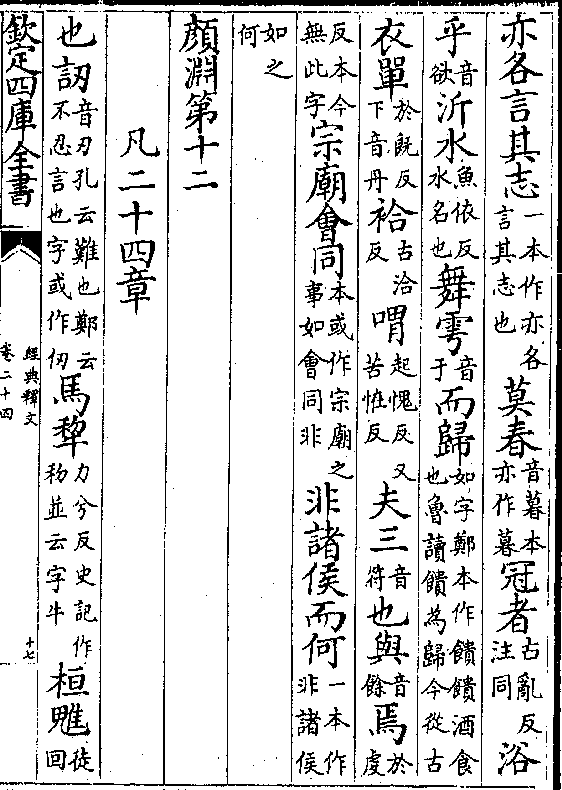 亦各言其志一本作亦各言其志也莫春音暮本亦作暮冠者古亂反注同浴
乎音欲沂水魚依反水名也舞雩音于而歸如字鄭本作饋饋酒食也魯讀饋為歸今從古
衣單於既反下音丹袷古洽反喟起愧反又苦怪反夫三音符也與音餘焉於虔
反本今無此字宗廟會同本或作宗廟之事如會同非非諸侯而何一本作非諸侯
如之何
顏淵第十二
凡二十四章
也訒音刃孔云難也鄭云不忍言也字或作仞馬犂力兮反史記作秒並云字牛桓魋徒回
欽定四庫全書
經典釋文
卷二十四
十七